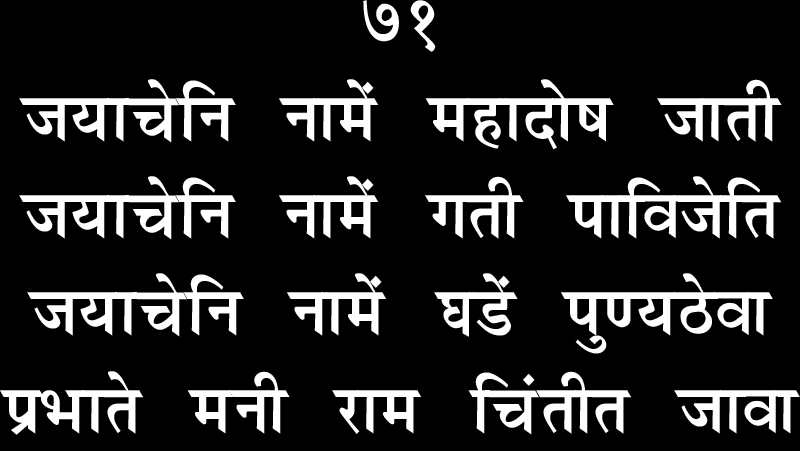 ७१
जयाचेनि नामें महादोष जाती
जयाचेनि नामें गती पाविजेति
जयाचेनि नामें घडें पुण्यठेवा
प्रभाते मनी राम चिंतीत जावा